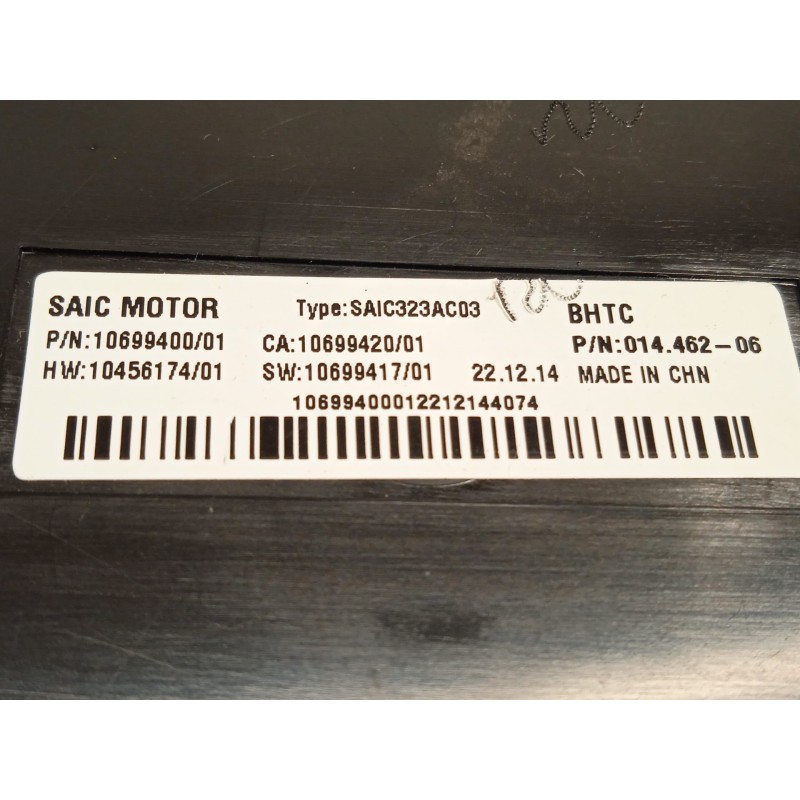 SAIC MOTOR Type:SAIC323AC03 BHTC
P/N:10699400/01 CA:10699420/01 P/N:014.462-06
HW:10456174/01 SW:10699417/01 22.12.14 MADE IN CHN
10699400012212144074